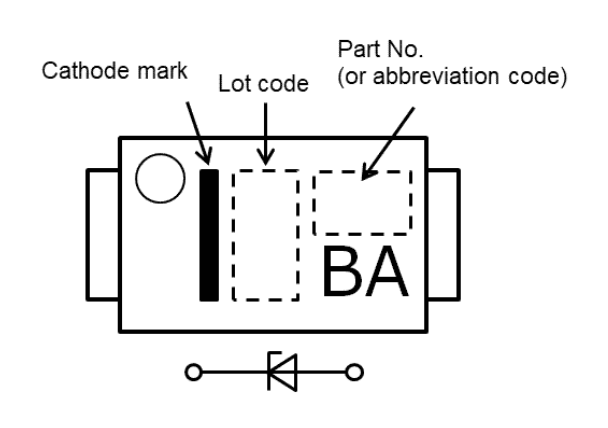 Cathode mark
Lot code
Part No.
(or abbreviation code)
BA